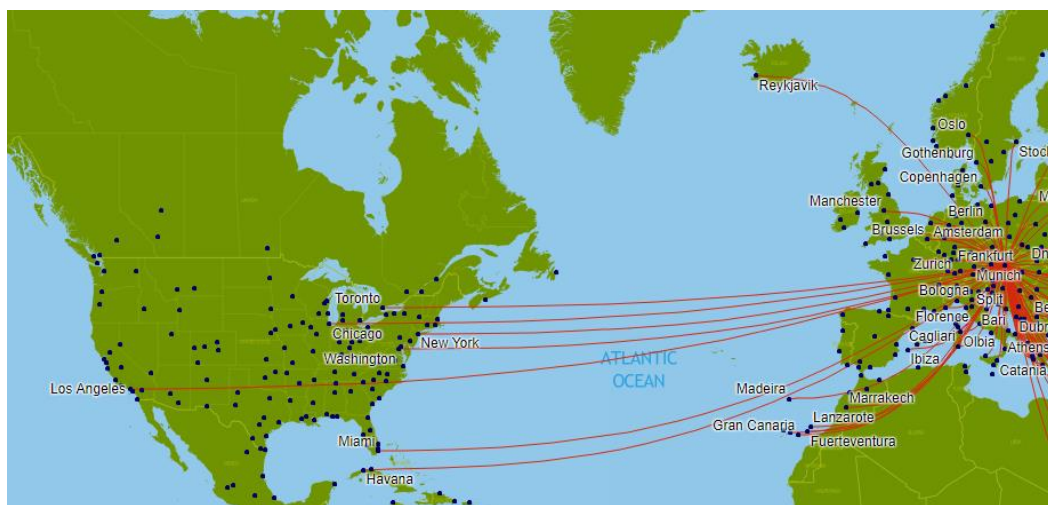 Reykjavik
Oslo
Gothenburg
Stock
Copenhagen
Manchester
Berlin
Brussels
Amsterdam
Zurich
Frankfurt
Munich
Bologna
Split
Toronto
Florence
Bari
Chicago
New York
Cagliari
Olbia
Dubr
Washington
ATLANTIC
OCEAN
Ibiza
Athens
Catania
Los Angeles
Madeira
Marrakech
Gran Canaria
Lanzarote
Miami
Fuerteventura
Havana